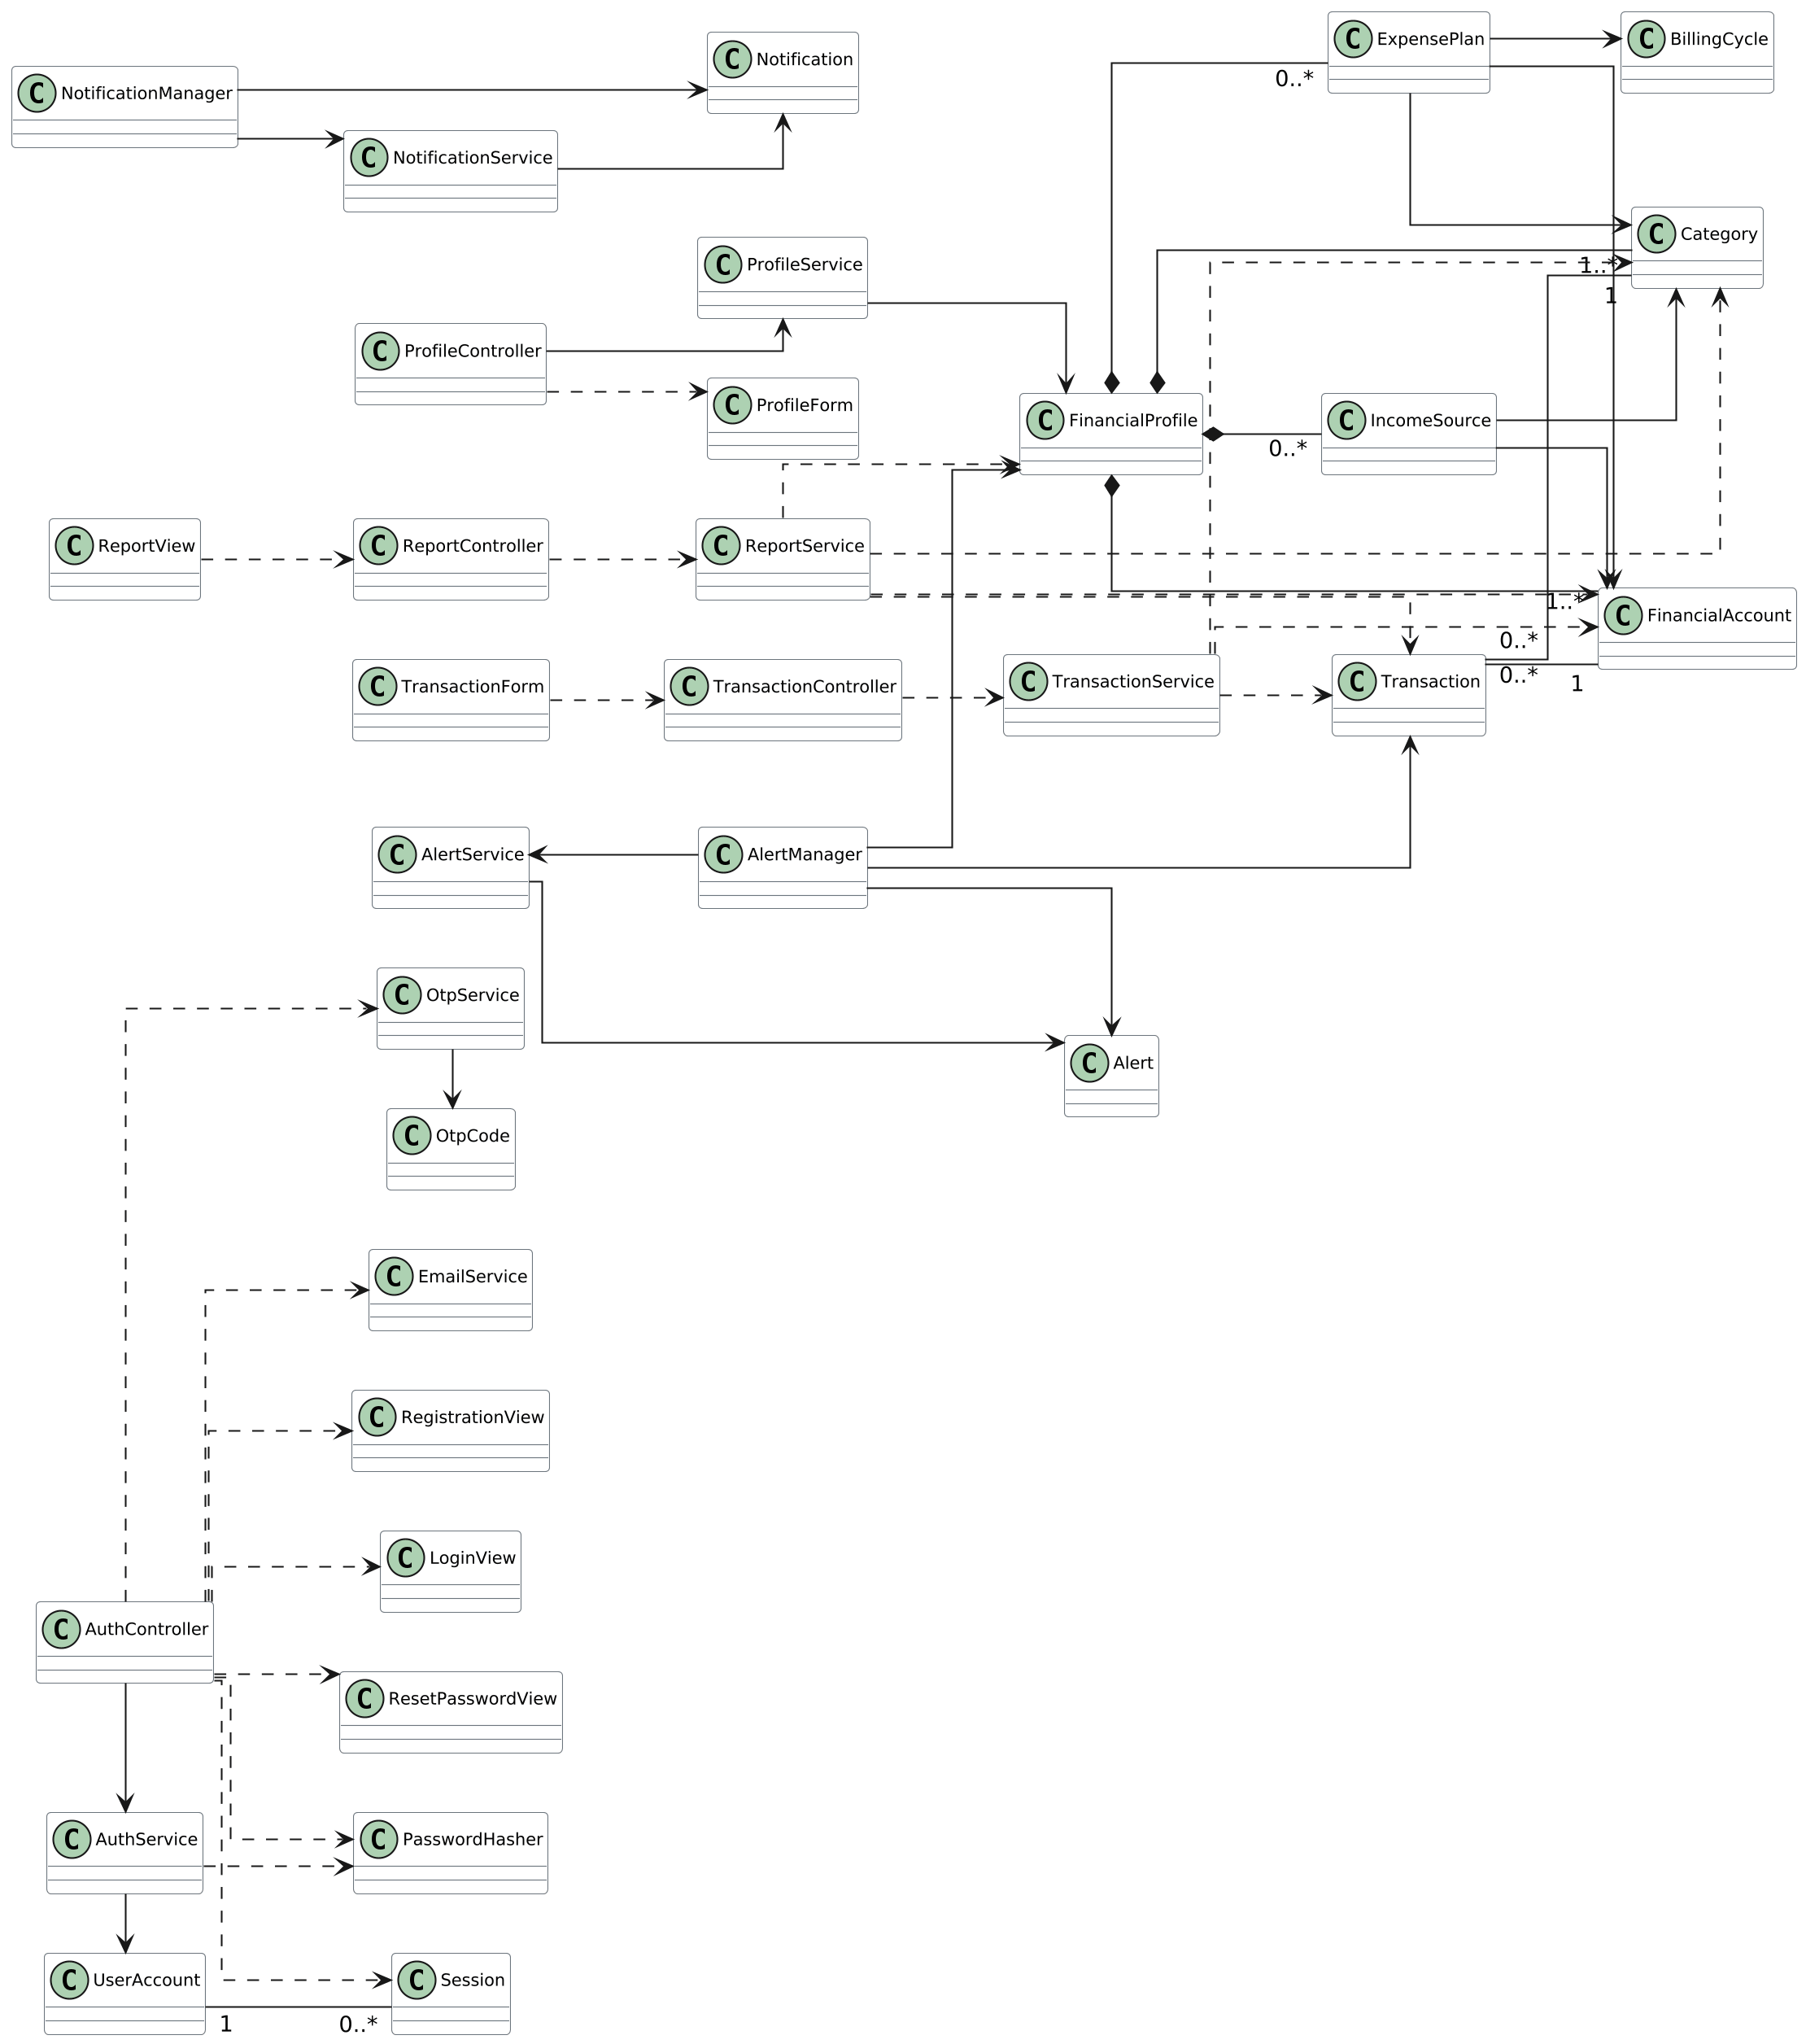 C ExpensePlan
C BillingCycle
C Notification
0..*
C NotificationManager
C NotificationService
C Category
C ProfileService
1..*
1
C ProfileController
C ProfileForm
C FinancialProfile
C IncomeSource
0..*
C ReportView
C ReportController
C ReportService
1..*
C FinancialAccount
0..*
C TransactionForm
C TransactionController
C TransactionService
C Transaction
0..*
1
C AlertService
C AlertManager
C OtpService
C Alert
C OtpCode
C EmailService
C RegistrationView
C LoginView
C AuthController
C ResetPasswordView
C AuthService
C PasswordHasher
C UserAccount
C Session
1
0..*